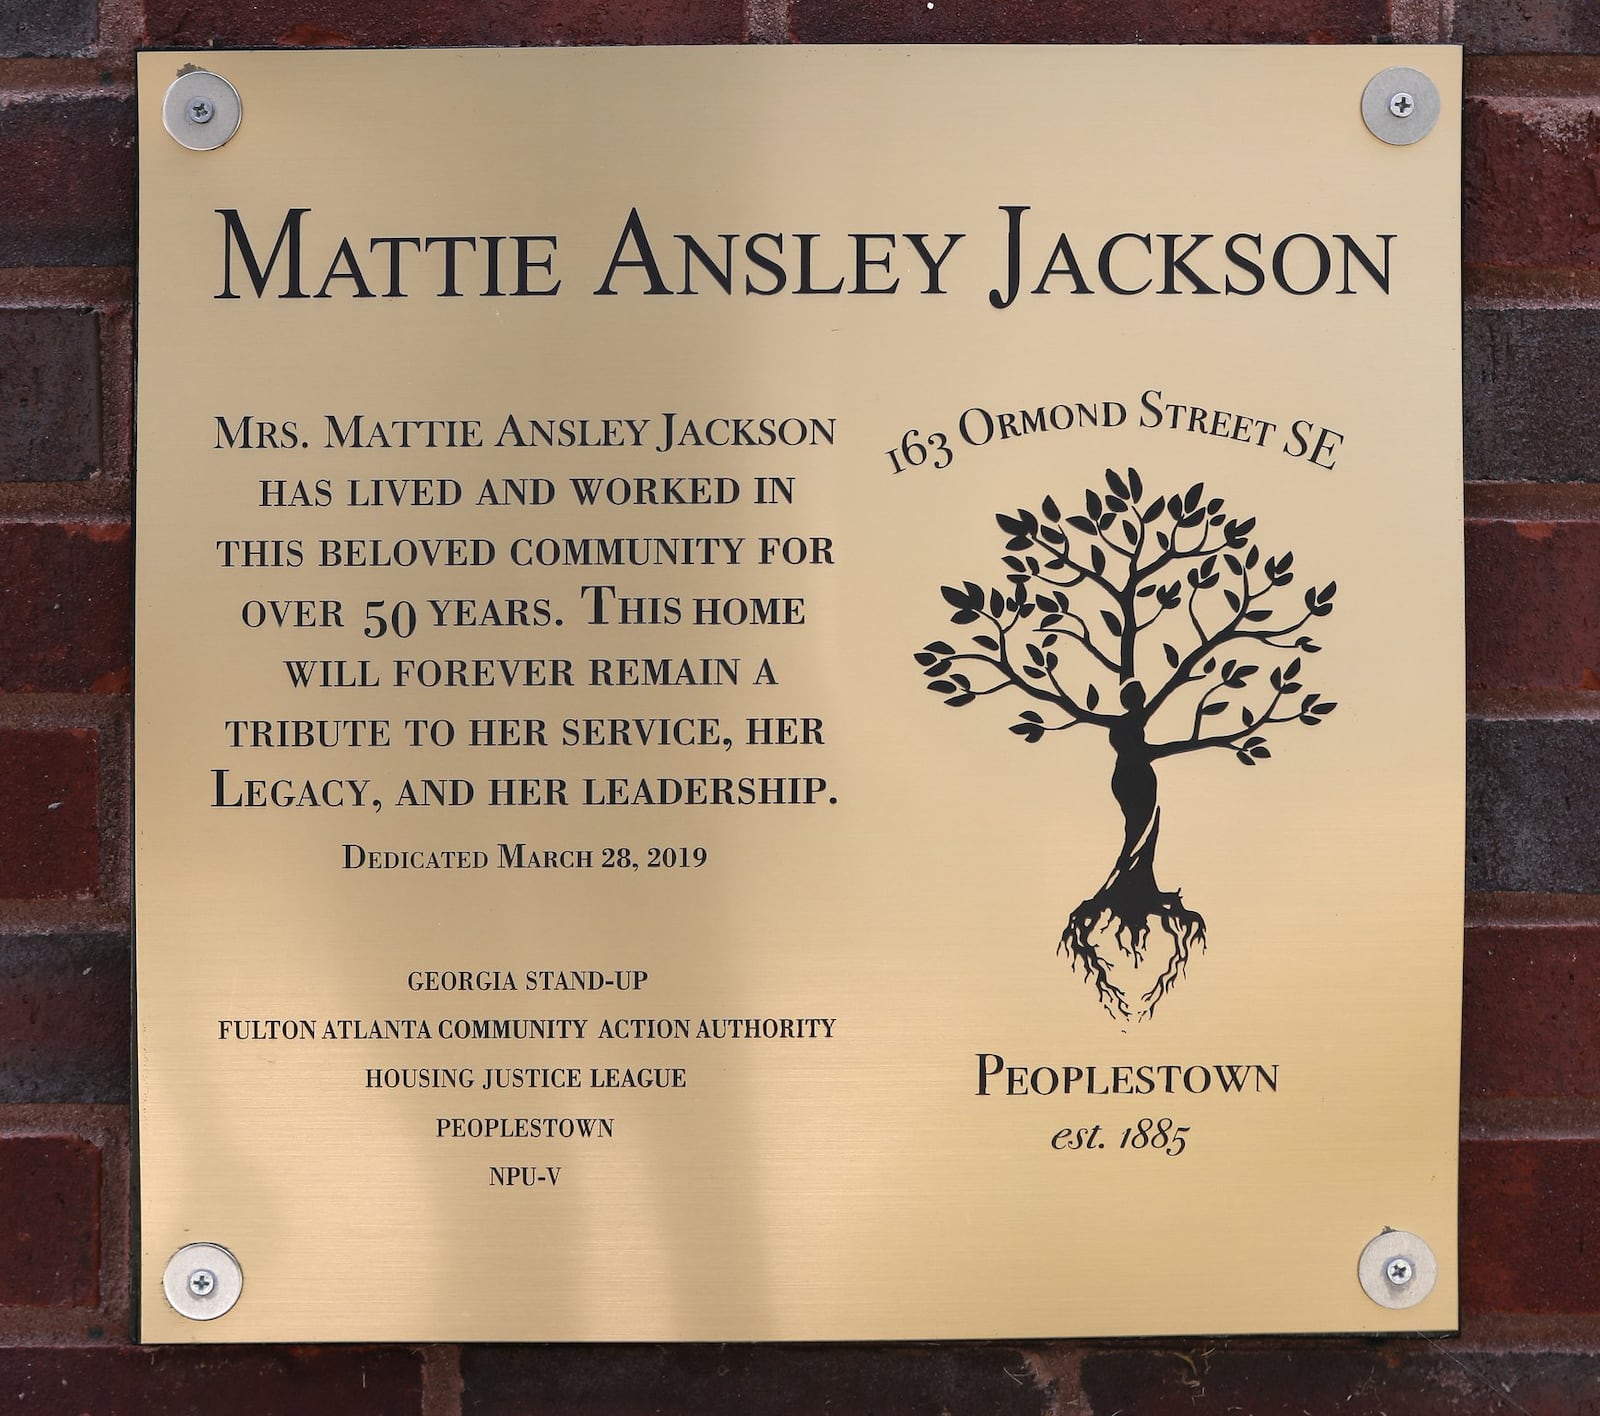 Mattie Ansley Jackson
Mrs. Mattie Ansley Jackson
has lived and worked in
this beloved community for
over 50 years. This home
will forever remain a
tribute to her service, her
Legacy, and her leadership.
Dedicated March 28, 2019
GEORGIA STAND-UP
FULTON ATLANTA COMMUNITY ACTION AUTHORITY
HOUSING JUSTICE LEAGUE
PEOPLESTOWN
NPU-V
163 Ormond Street SE
Peoplestown
est. 1885